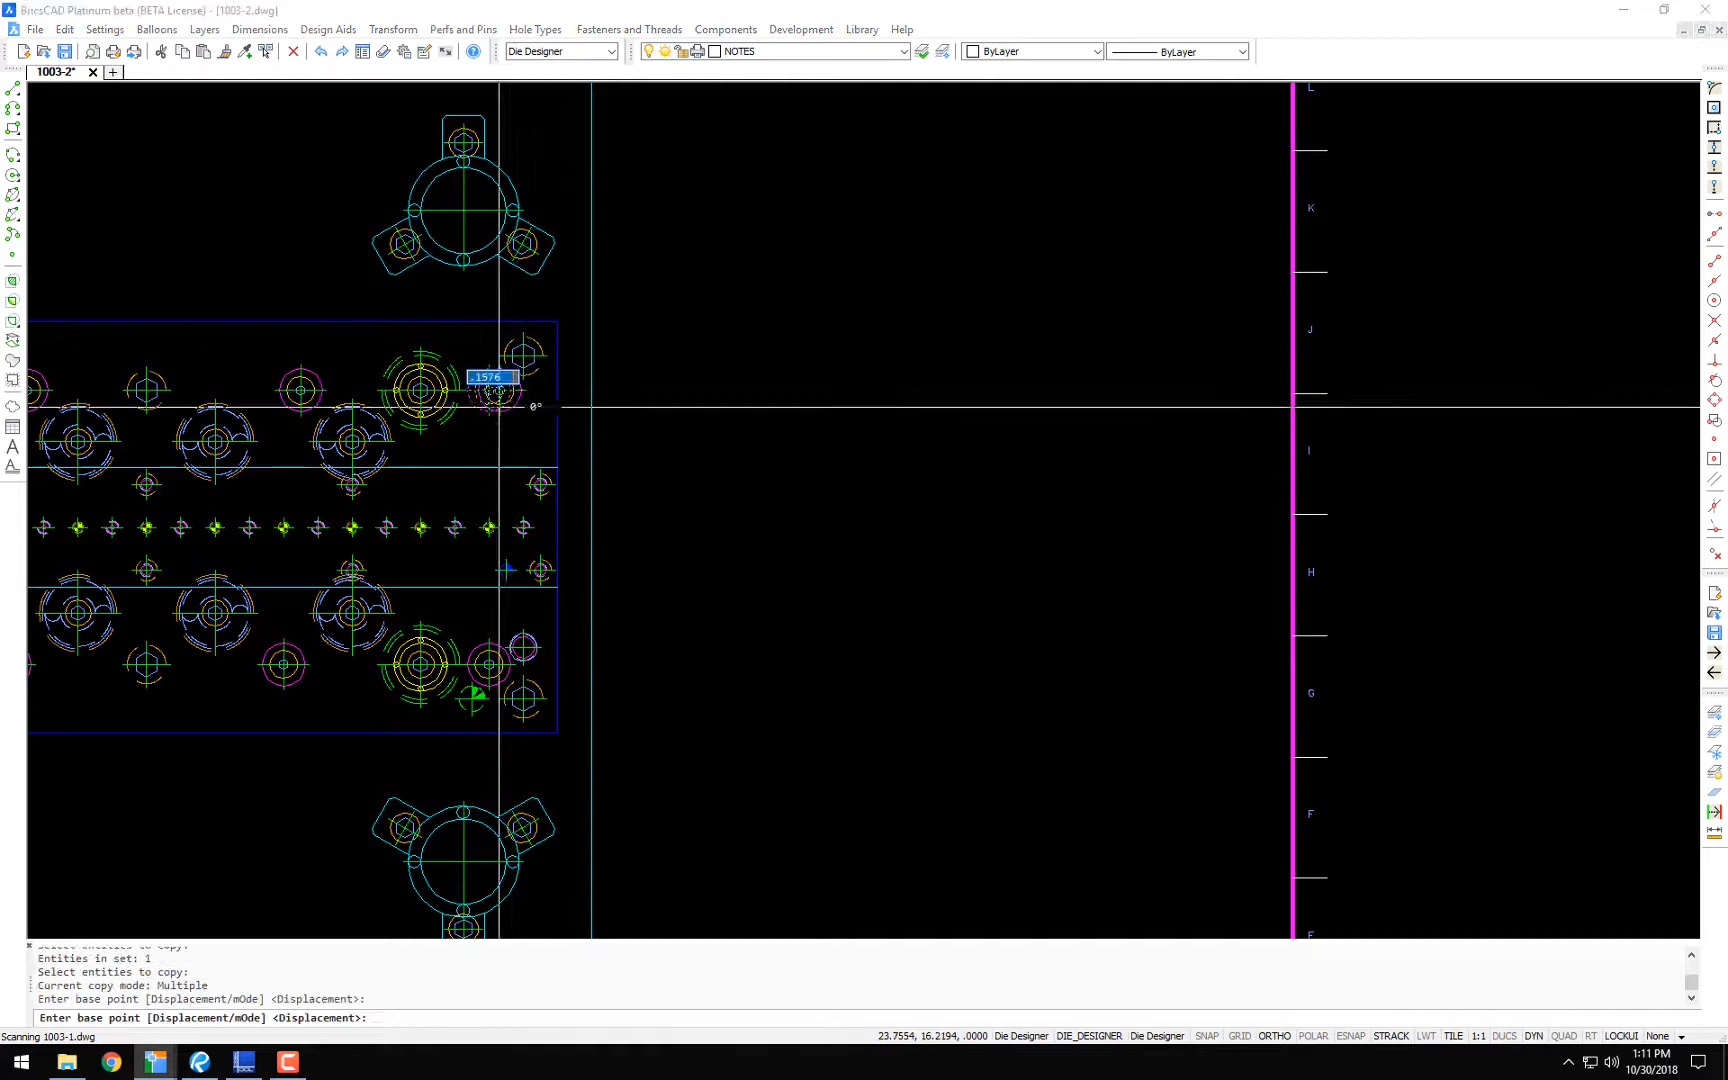 BricsCAD Platinum beta (BETA License) - [1003-2.dwg]
File Edit Settings Balloons Layers Dimensions Design Aids Transform Perfs and Pins Hole Types Fasteners and Threads Components Development Library Help
Die Designer NOTES ByLayer ByLayer
1003-2*
L
K
J
.1576
0°
I
H
G
F
E
Select entities to copy:
Entities in set: 1
Select entities to copy:
Current copy mode: Multiple
Enter base point [Displacement/mOde] <Displacement>:
Enter base point [Displacement/mOde] <Displacement>:
Scanning 1003-1.dwg
23.7554, 16.2194, .0000 Die Designer DIE_DESIGNER Die Designer SNAP GRID ORTHO POLAR ESNAP STRACK LWT TILE 1:1 DUCS DYN QUAD RT LOCKUI None
1:11 PM
10/30/2018